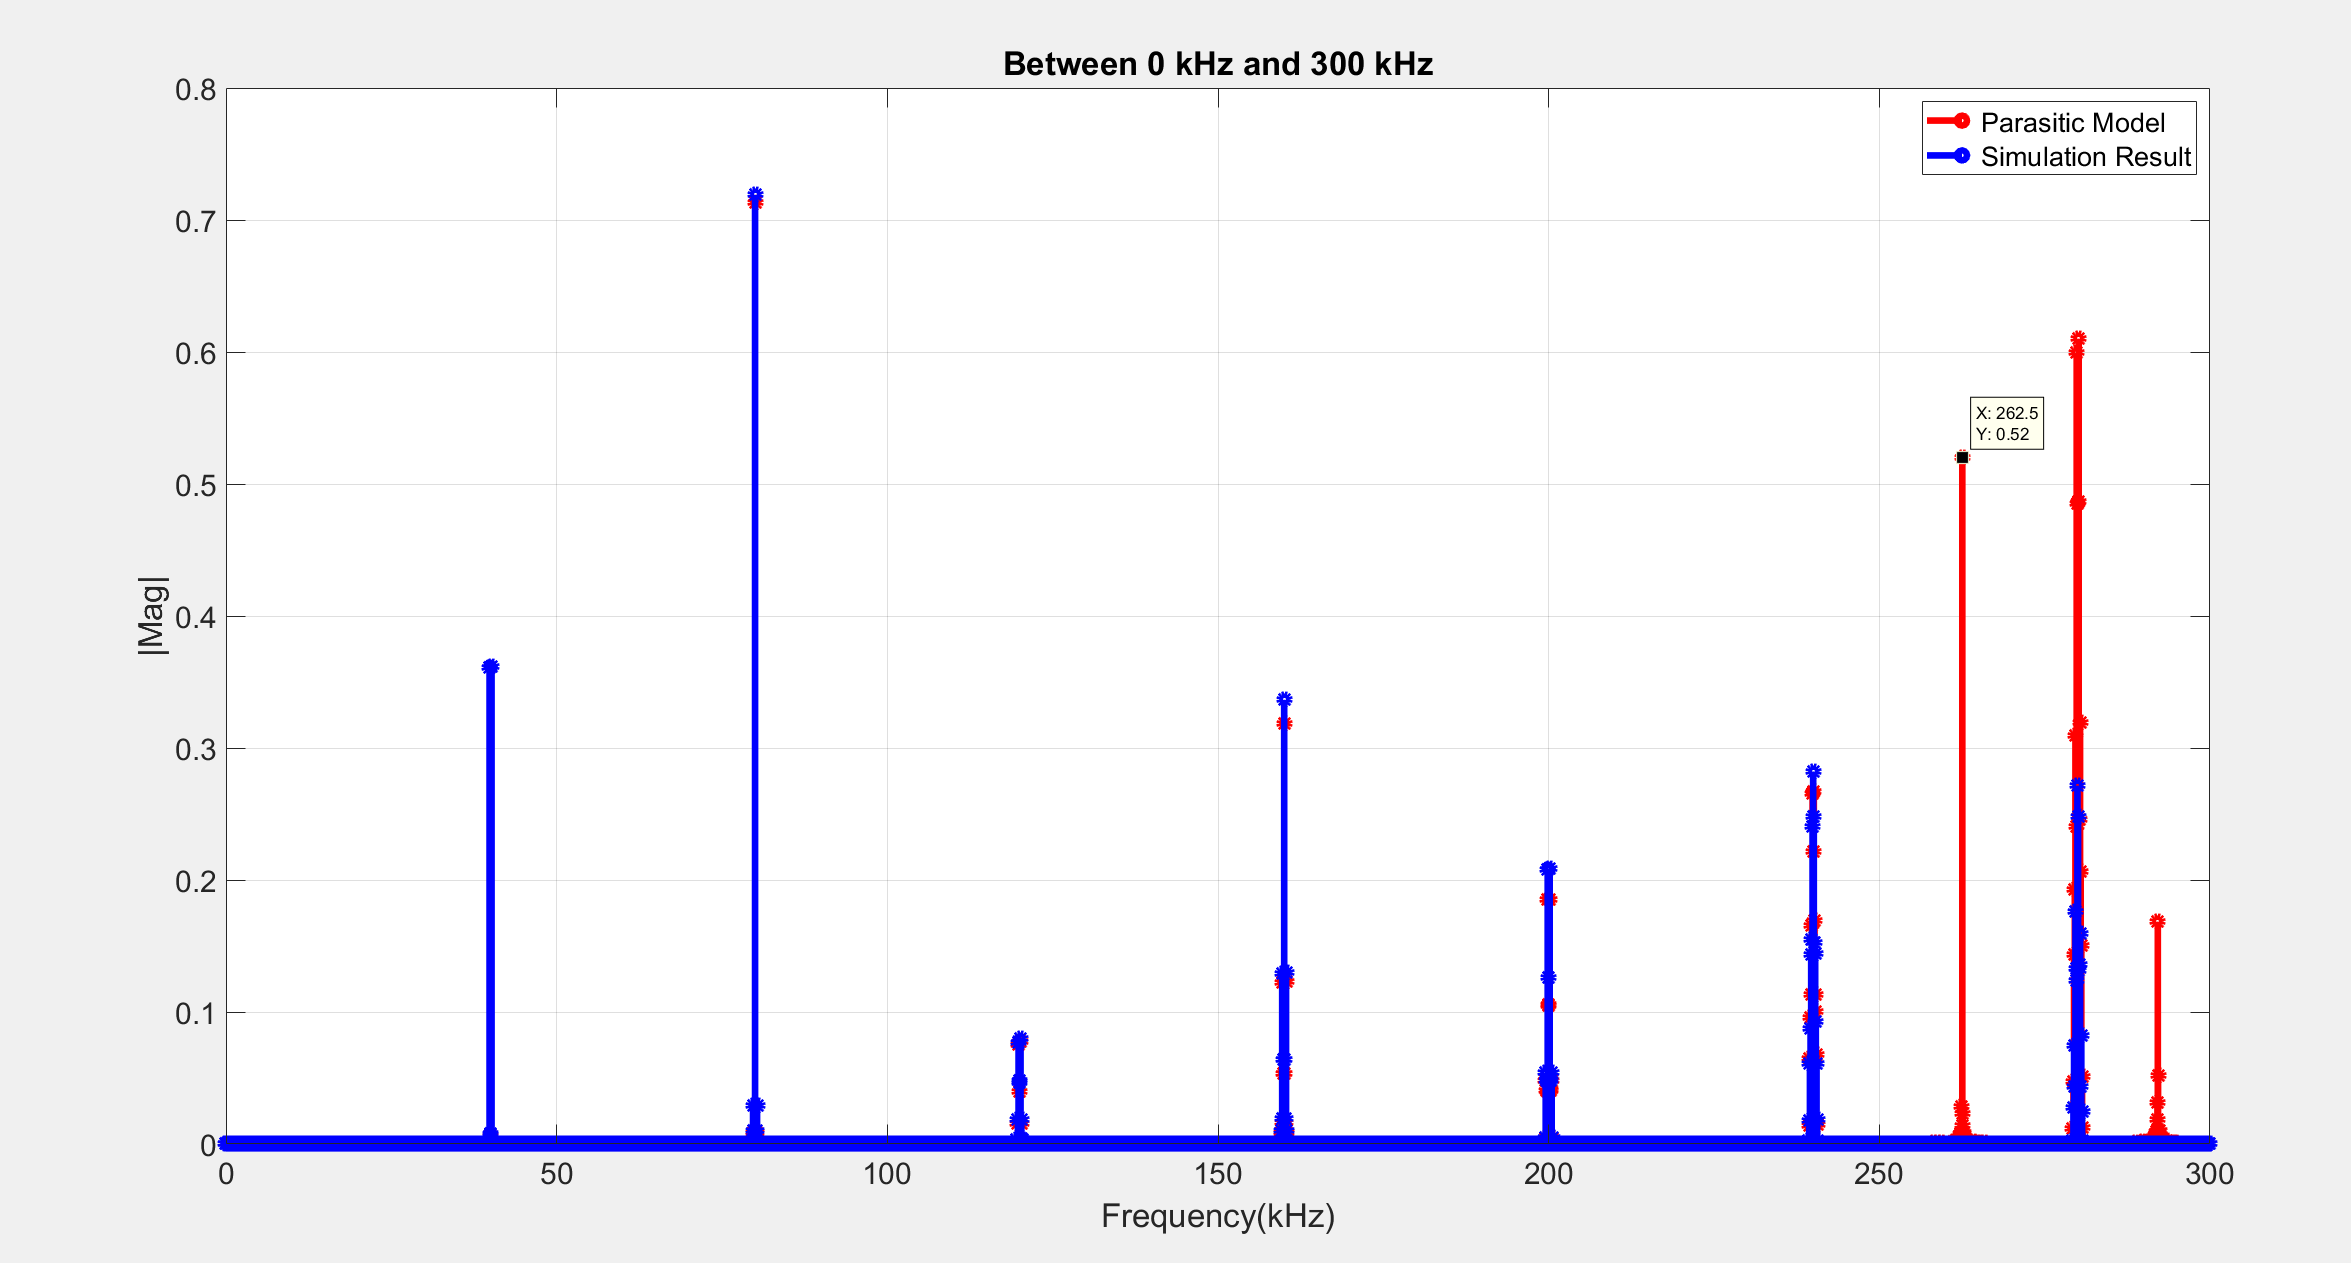 Between 0 kHz and 300 kHz
Parasitic Model
Simulation Result
X: 262.5
Y: 0.52
|Mag|
0.8
0.7
0.6
0.5
0.4
0.3
0.2
0.1
0
0 50 100 150 200 250 300
Frequency(kHz)